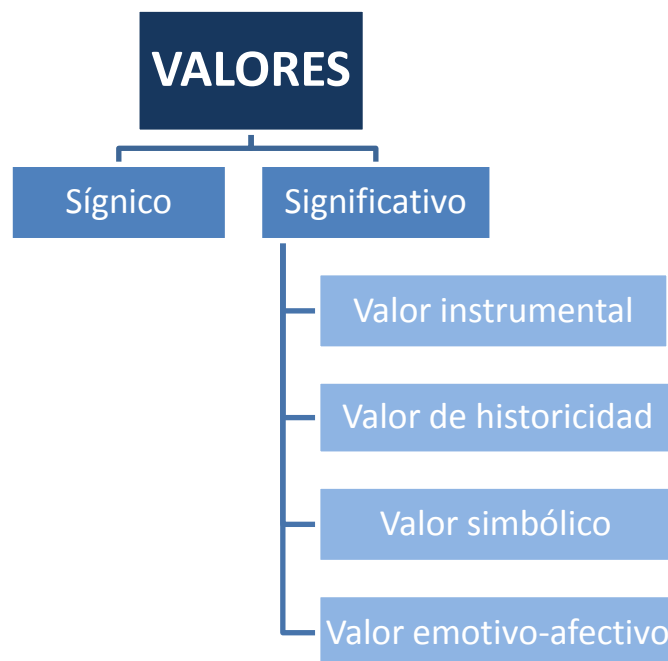 VALORES
Sígnico
Significativo
Valor instrumental
Valor de historicidad
Valor simbólico
Valor emotivo-afectivo